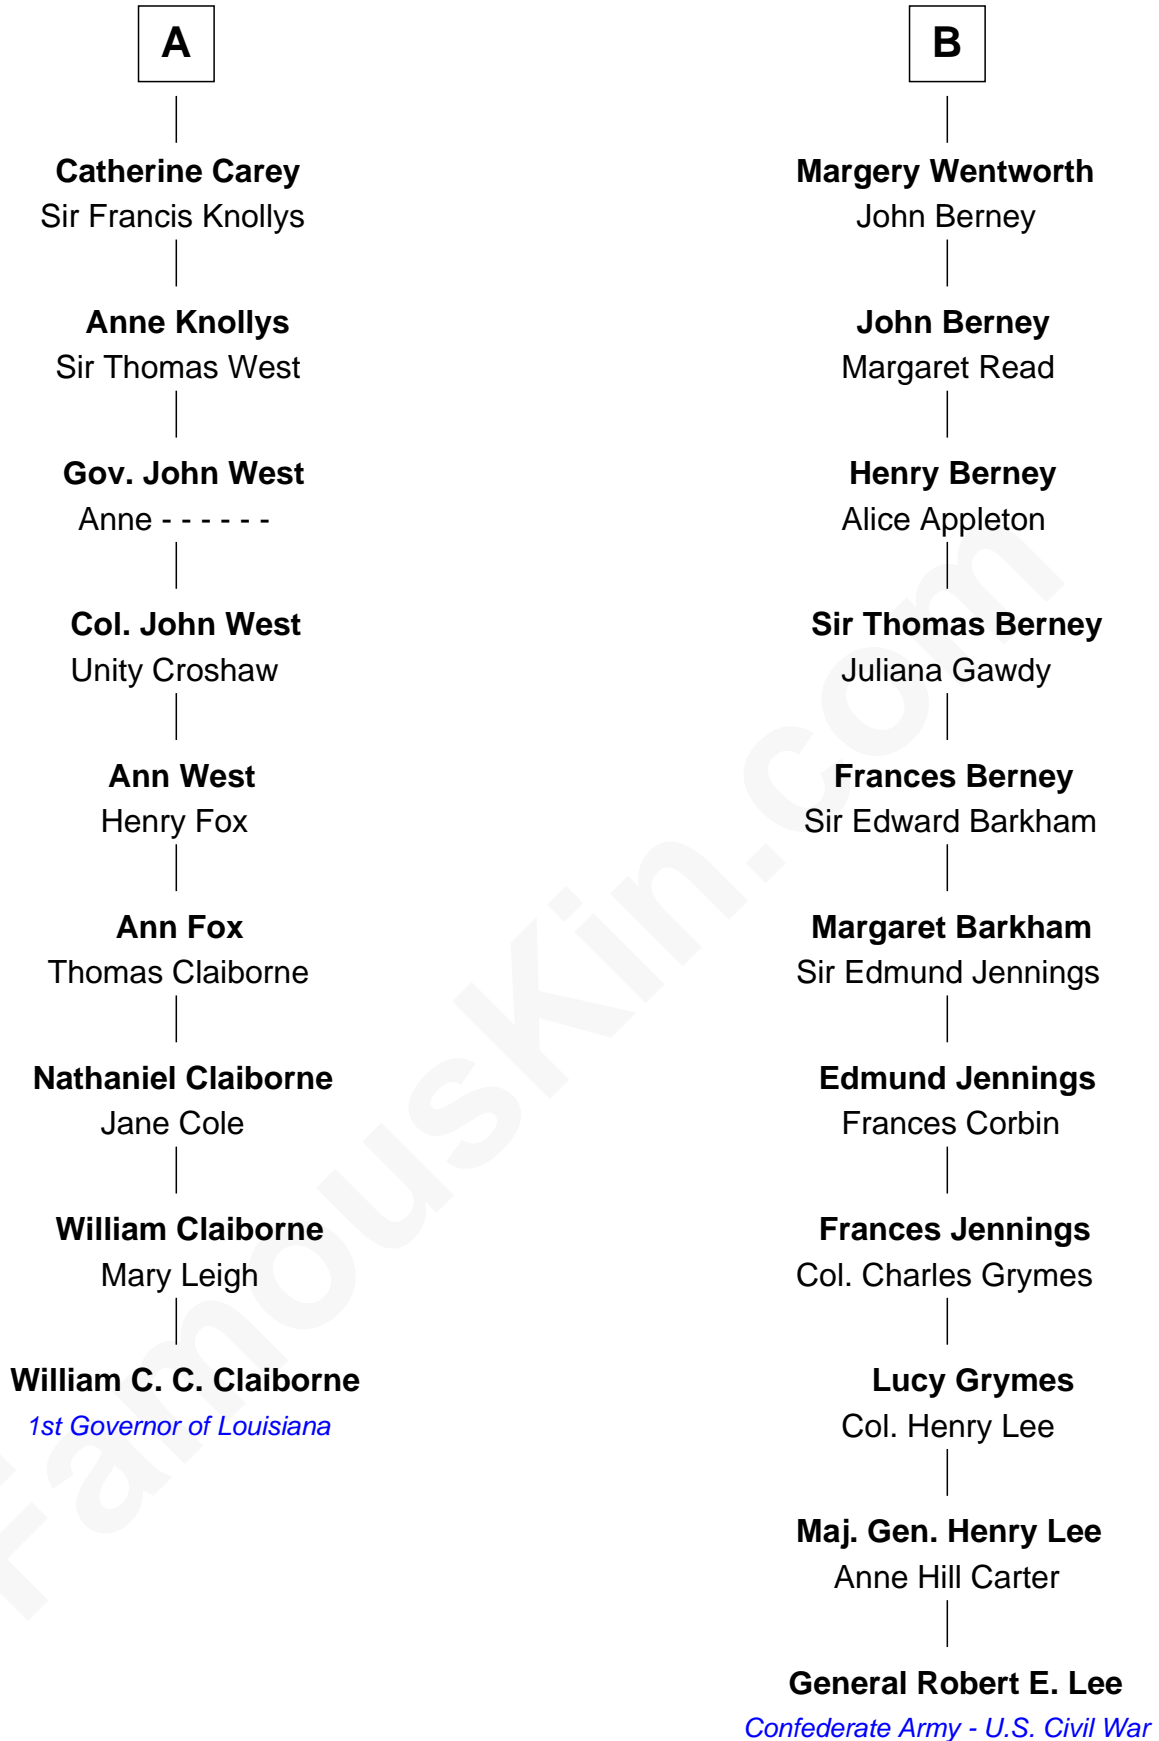 A
Catherine Carey
Sir Francis Knollys
Anne Knollys
Sir Thomas West
Gov. John West
Anne - - - - - -
Col. John West
Unity Croshaw
Ann West
Henry Fox
Ann Fox
Thomas Claiborne
Nathaniel Claiborne
Jane Cole
William Claiborne
Mary Leigh
William C. C. Claiborne
1st Governor of Louisiana
B
Margery Wentworth
John Berney
John Berney
Margaret Read
Henry Berney
Alice Appleton
Sir Thomas Berney
Juliana Gawdy
Frances Berney
Sir Edward Barkham
Margaret Barkham
Sir Edmund Jennings
Edmund Jennings
Frances Corbin
Frances Jennings
Col. Charles Grymes
Lucy Grymes
Col. Henry Lee
Maj. Gen. Henry Lee
Anne Hill Carter
General Robert E. Lee
Confederate Army - U.S. Civil War
FamousKin.com